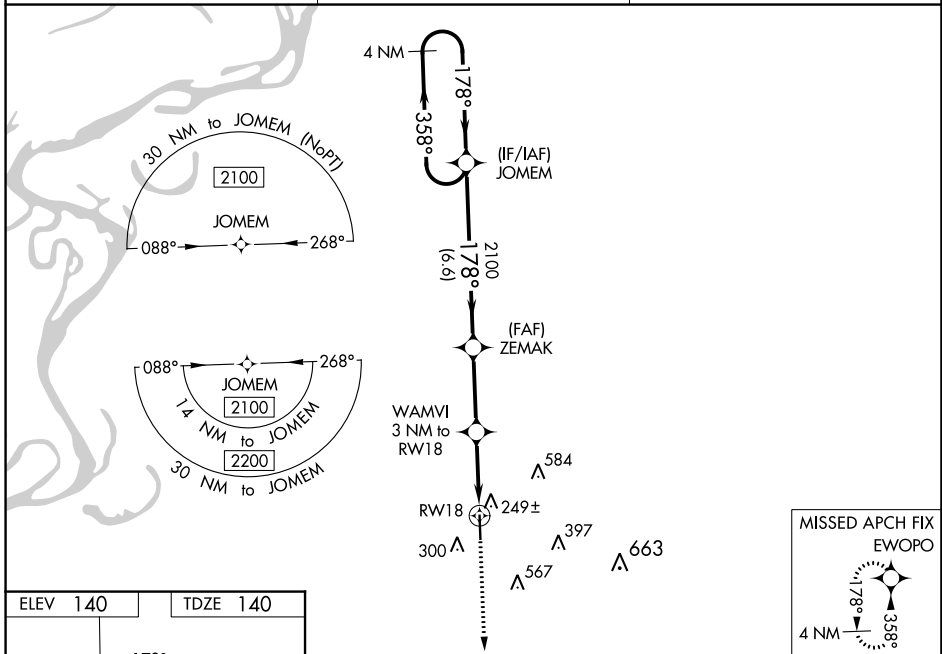 4 NM
178°
358°
(IF/IAF)
JOMEM
30 NM to JOMEM (NoPT)
2100
JOMEM
088°
268°
2100
178°
(6.6)
(FAF)
ZEMAK
088°
268°
JOMEM
2100
14 NM to JOMEM
2200
30 NM to JOMEM
WAMVI
3 NM to
RW18
584
RW18
249±
300
397
663
567
MISSED APCH FIX
EWOPO
178°
358°
4 NM
ELEV 140
TDZE 140